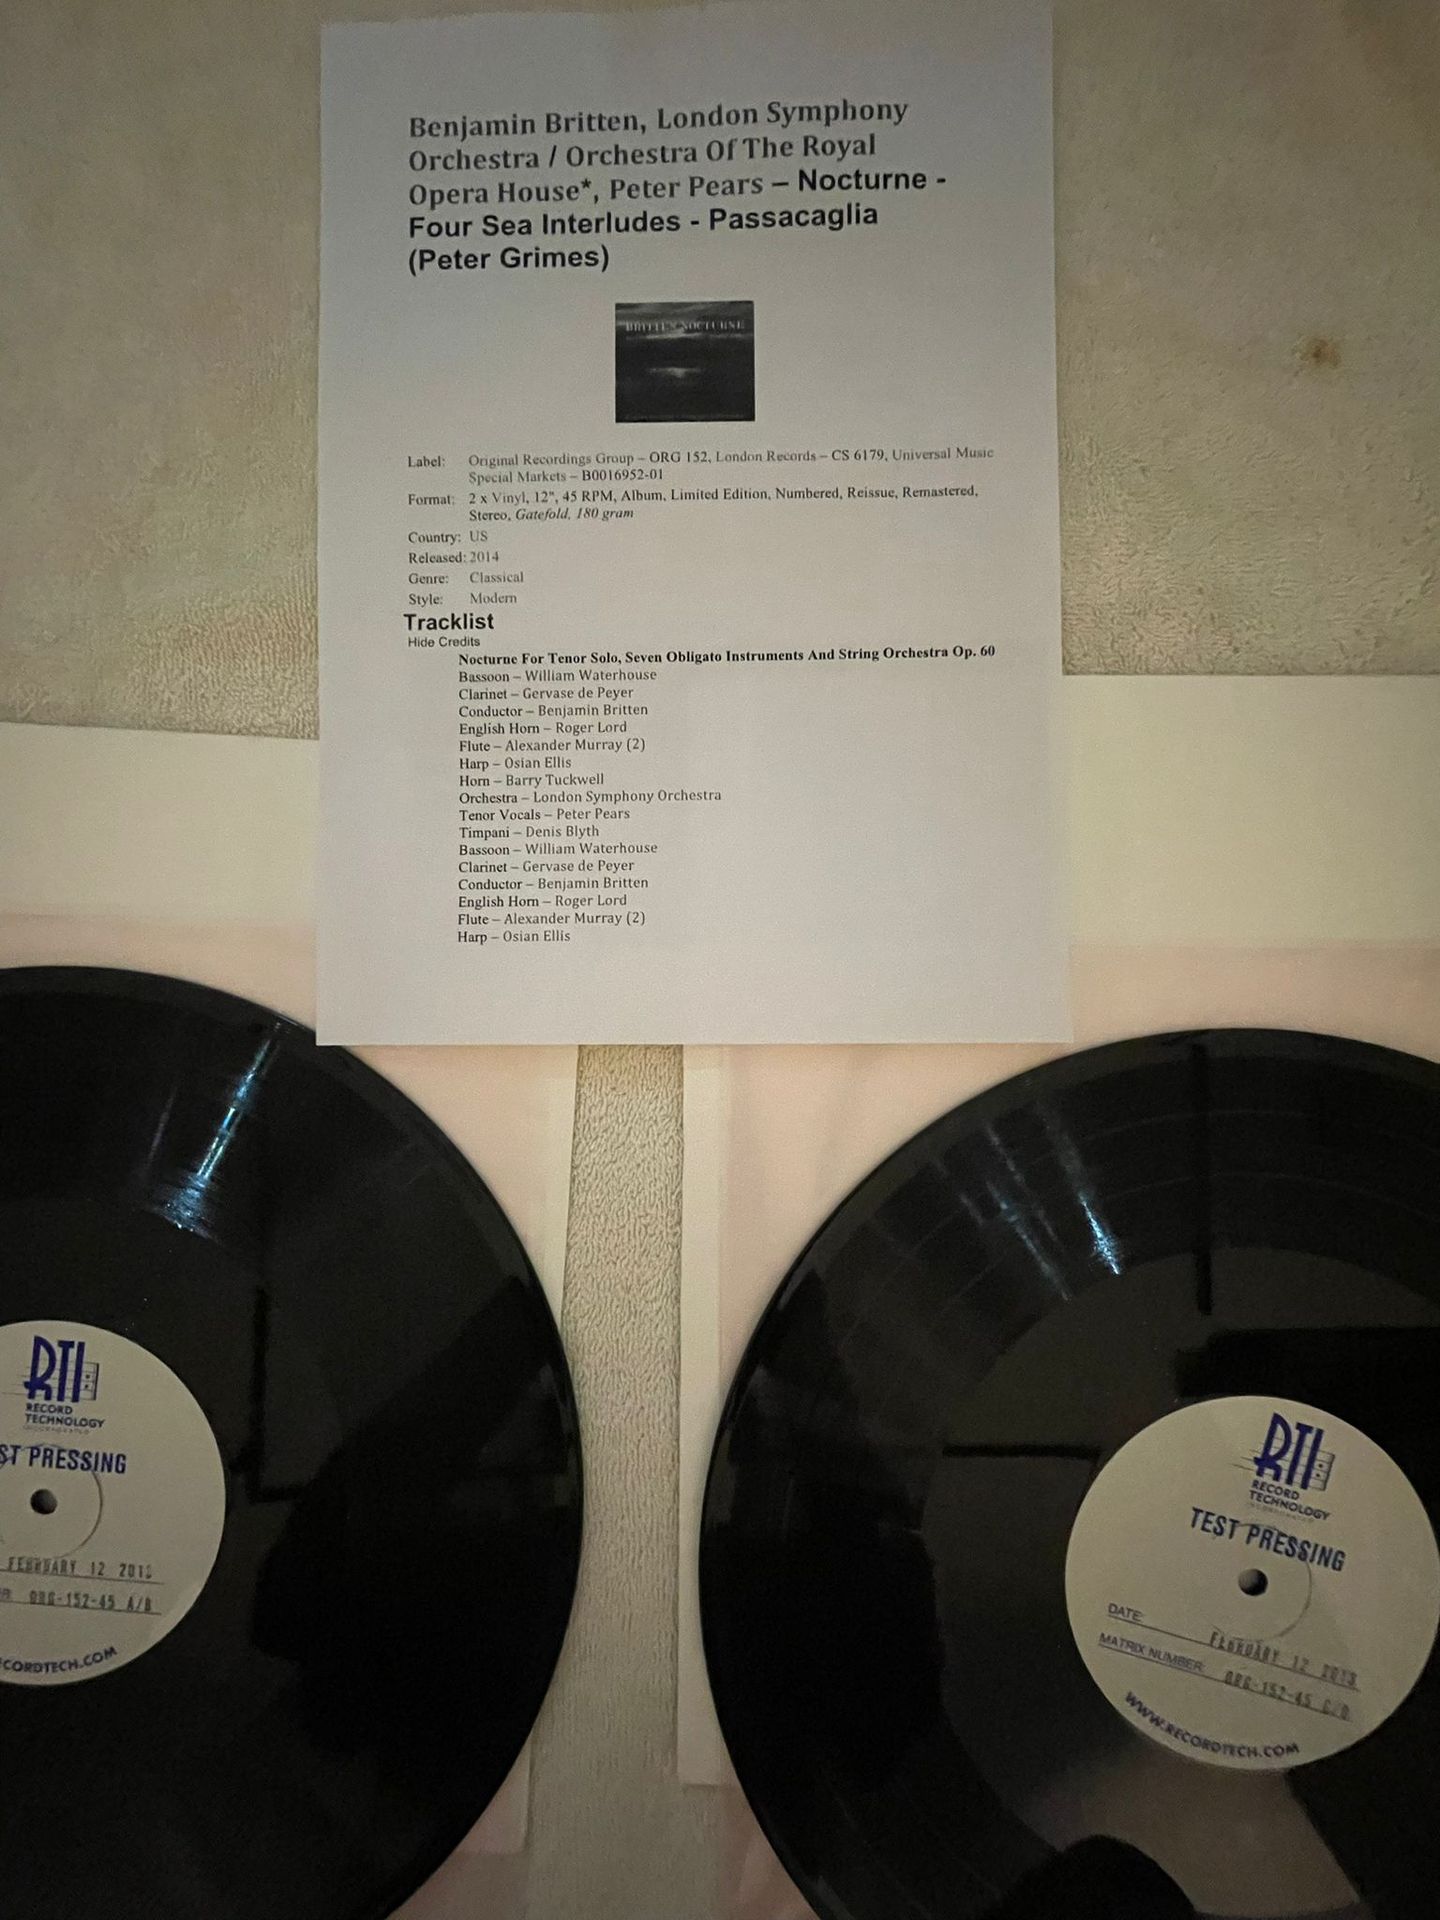 Benjamin Britten, London Symphony
Orchestra / Orchestra Of The Royal
Opera House*, Peter Pears – Nocturne -
Four Sea Interludes - Passacaglia
(Peter Grimes)
BRITTEN NOCTURNE
Label: Original Recordings Group – ORG 152, London Records – CS 6179, Universal Music
Special Markets – B0016952-01
Format: 2 x Vinyl, 12", 45 RPM, Album, Limited Edition, Numbered, Reissue, Remastered,
Stereo, Gatefold, 180 gram
Country: US
Released: 2014
Genre: Classical
Style: Modern
Tracklist
Hide Credits
Nocturne For Tenor Solo, Seven Obligato Instruments And String Orchestra Op. 60
Bassoon – William Waterhouse
Clarinet – Gervase de Peyer
Conductor – Benjamin Britten
English Horn – Roger Lord
Flute – Alexander Murray (2)
Harp – Osian Ellis
Horn – Barry Tuckwell
Orchestra – London Symphony Orchestra
Tenor Vocals – Peter Pears
Timpani – Denis Blyth
Bassoon – William Waterhouse
Clarinet – Gervase de Peyer
Conductor – Benjamin Britten
English Horn – Roger Lord
Flute – Alexander Murray (2)
Harp – Osian Ellis
RTI
RECORD
TECHNOLOGY
INCORPORATED
ST PRESSING
FEBRUARY 12 2013
R: ORG-152-45 A/B
CORDTECH.COM
RTI
RECORD
TECHNOLOGY
INCORPORATED
TEST PRESSING
DATE: FEBRUARY 12 2013
MATRIX NUMBER: ORG-152-45 C/D
WWW.RECORDTECH.COM